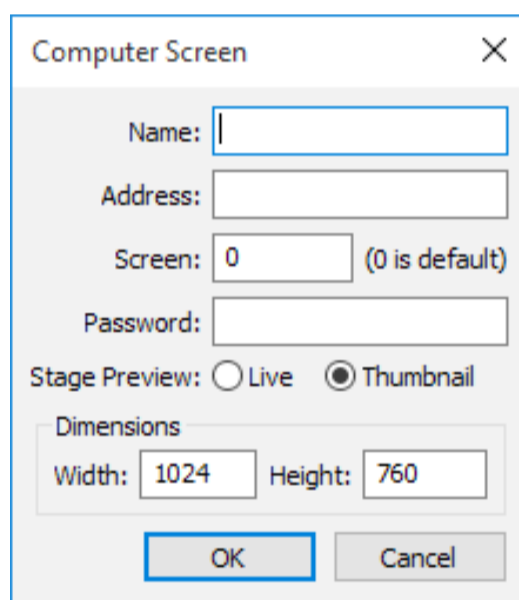 Computer Screen
Name:
Address:
Screen: 0 (0 is default)
Password:
Stage Preview: Live Thumbnail
Dimensions
Width: 1024 Height: 760
OK Cancel